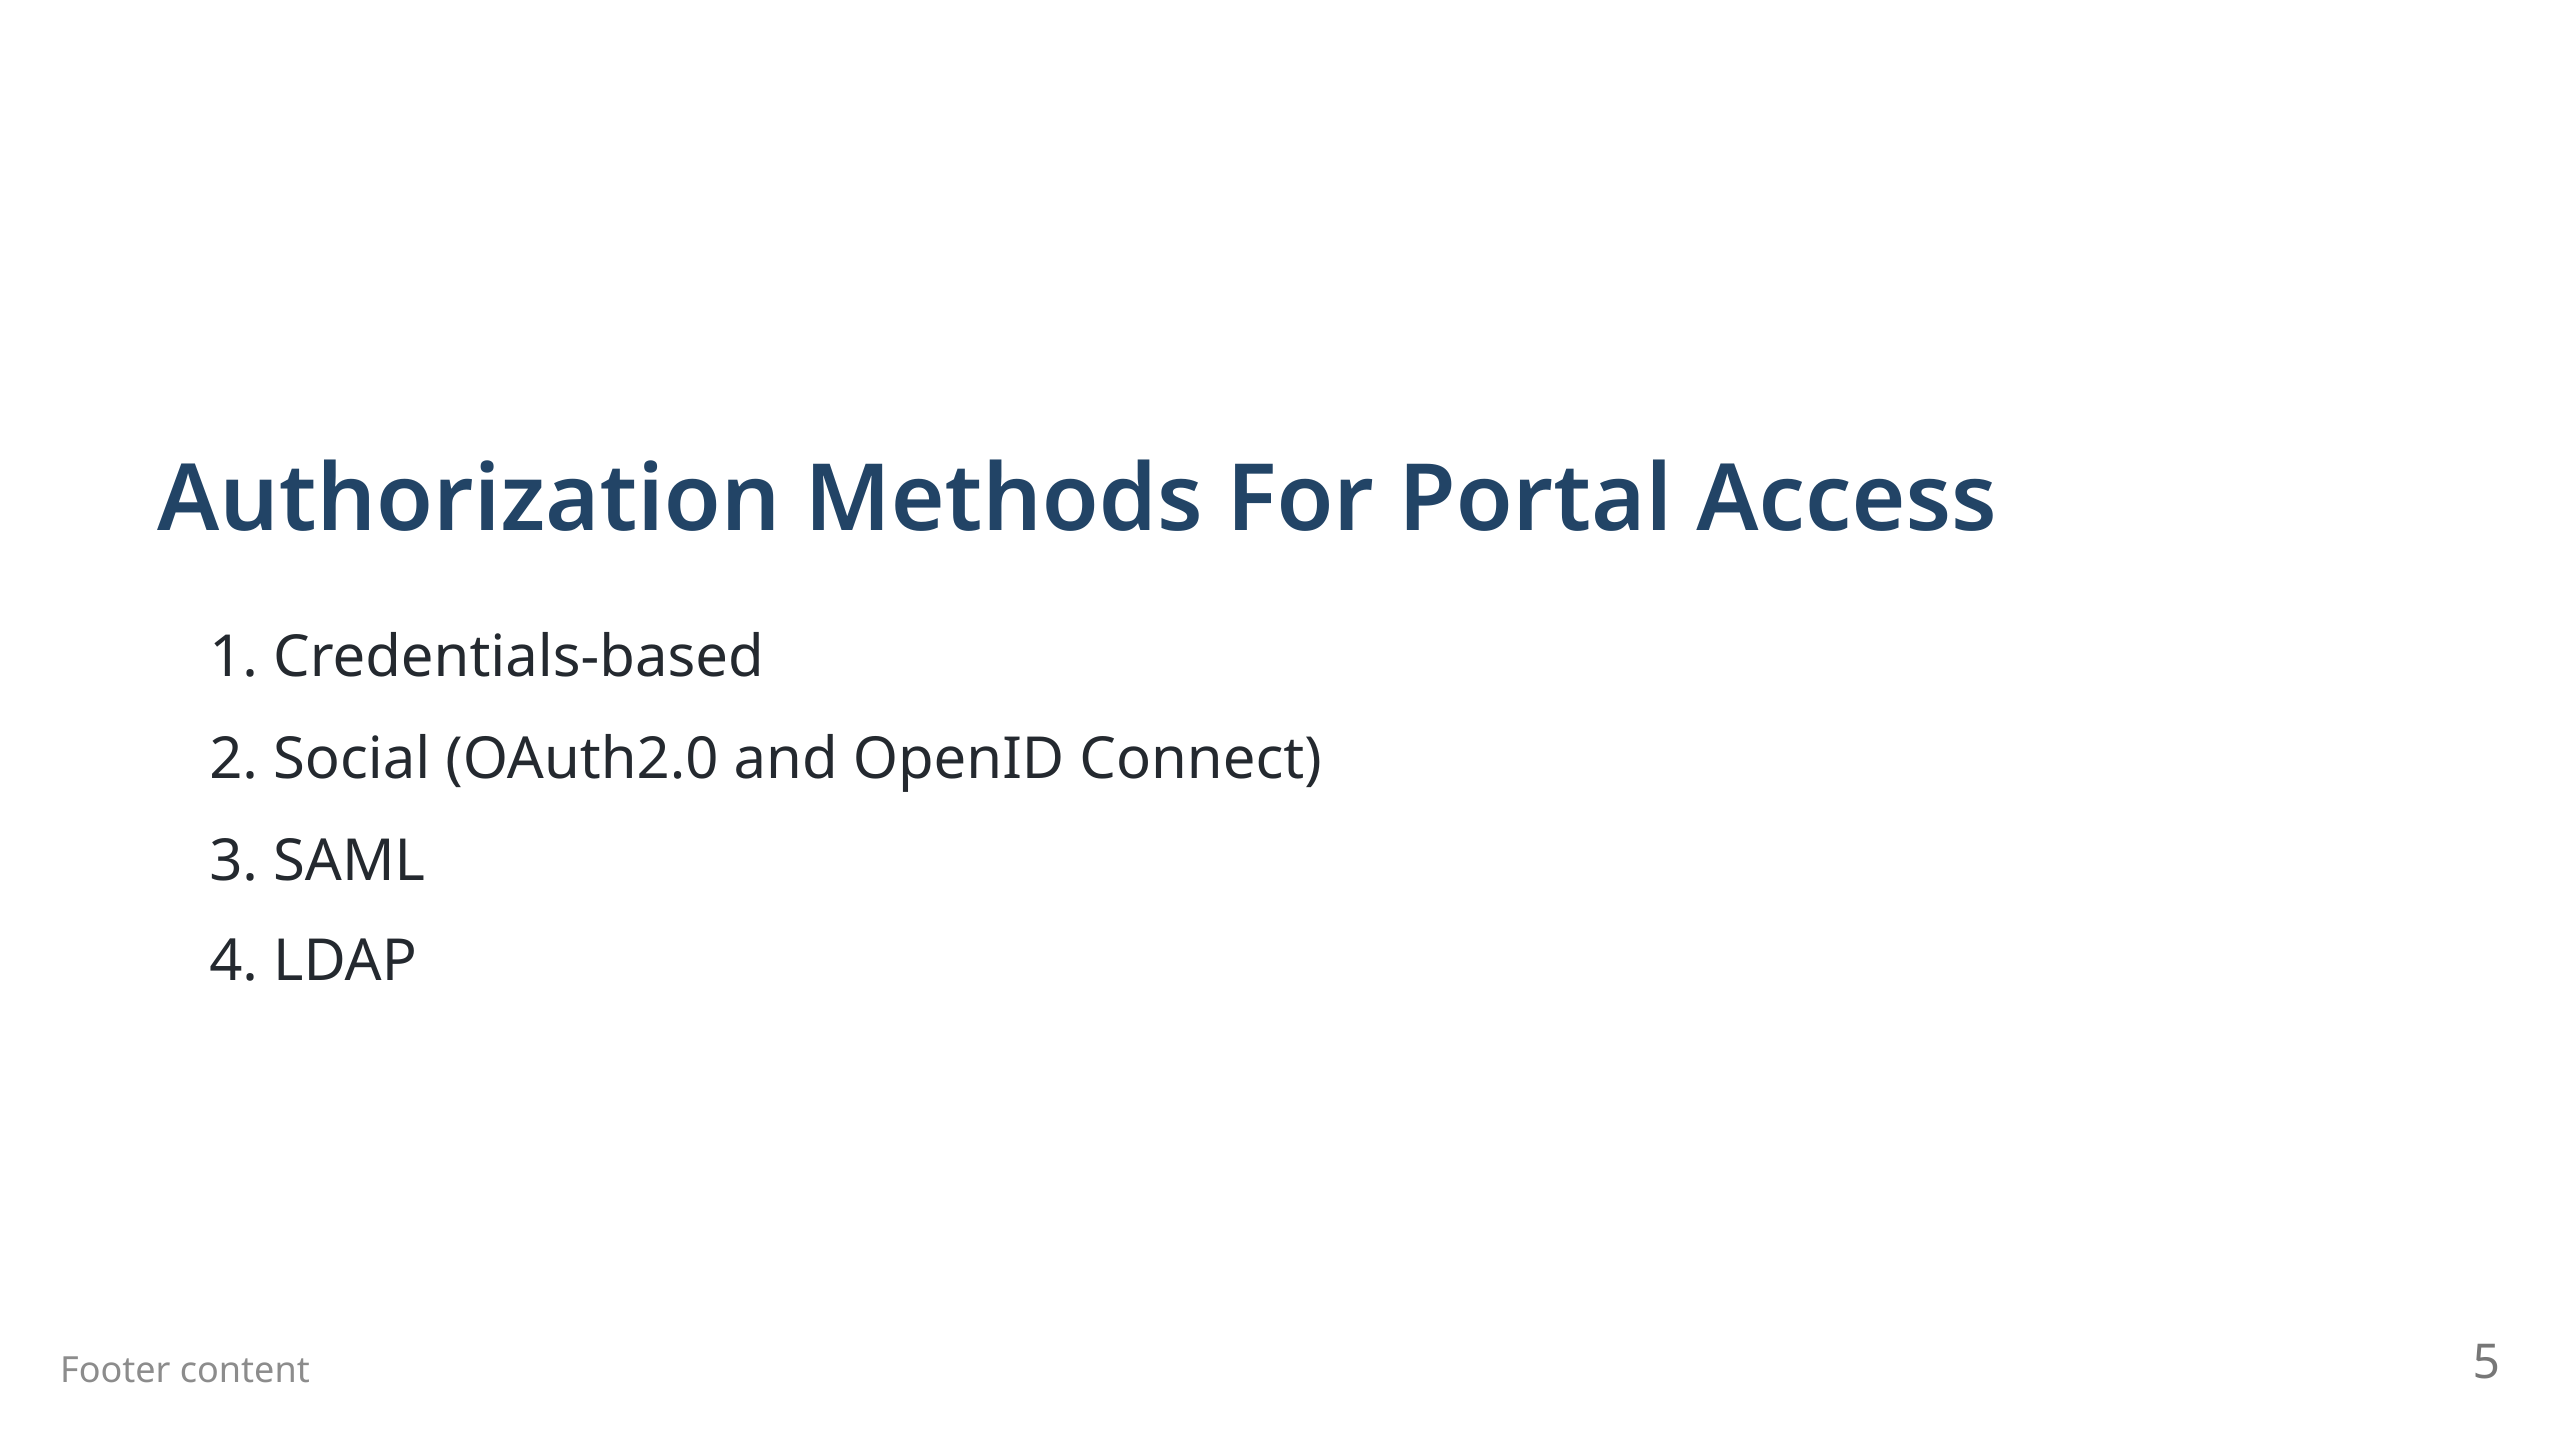 Authorization Methods For Portal Access
1. Credentials-based
2. Social (OAuth2.0 and OpenID Connect)
3. SAML
4. LDAP
Footer content
5